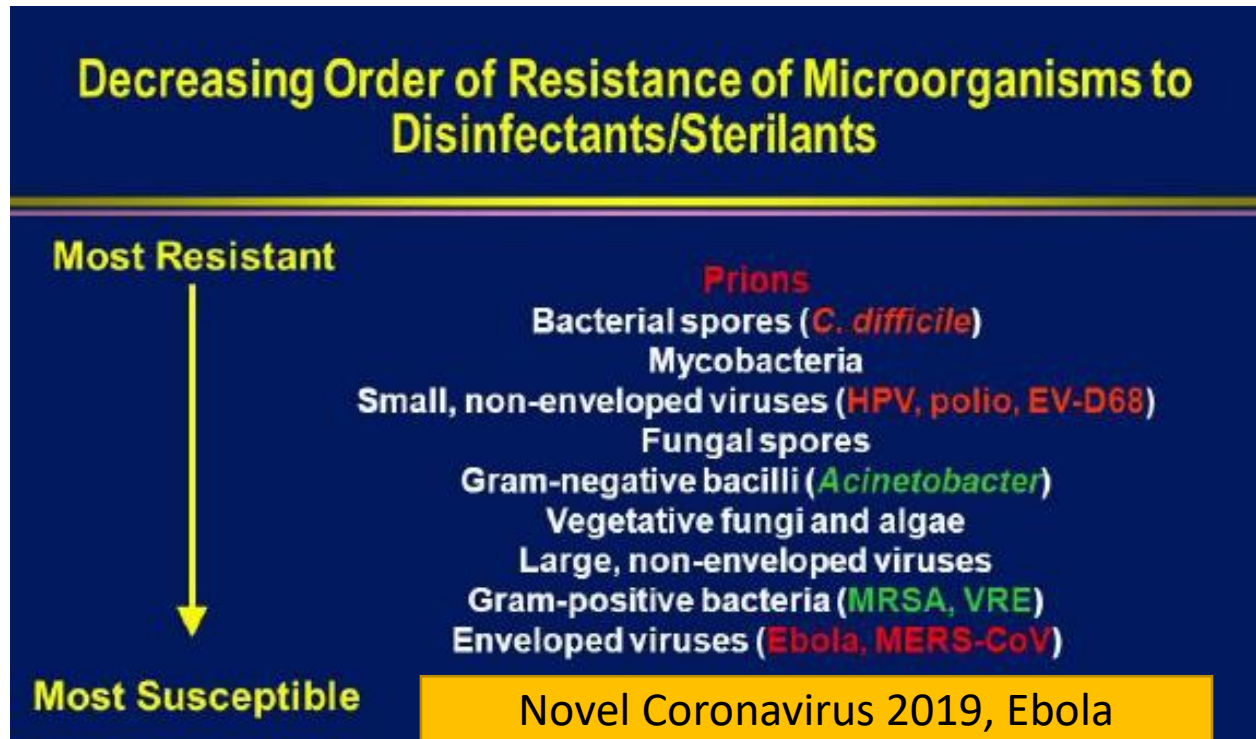 Decreasing Order of Resistance of Microorganisms to
Disinfectants/Sterilants
Most Resistant
Prions
Bacterial spores (C. difficile)
Mycobacteria
Small, non-enveloped viruses (HPV, polio, EV-D68)
Fungal spores
Gram-negative bacilli (Acinetobacter)
Vegetative fungi and algae
Large, non-enveloped viruses
Gram-positive bacteria (MRSA, VRE)
Enveloped viruses (Ebola, MERS-CoV)
Most Susceptible
Novel Coronavirus 2019, Ebola